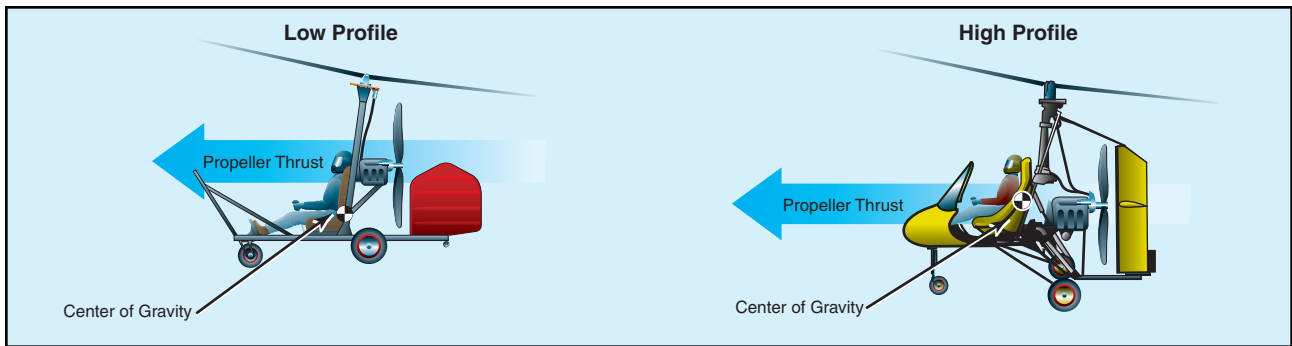 Low Profile
Propeller Thrust
Center of Gravity
High Profile
Propeller Thrust
Center of Gravity